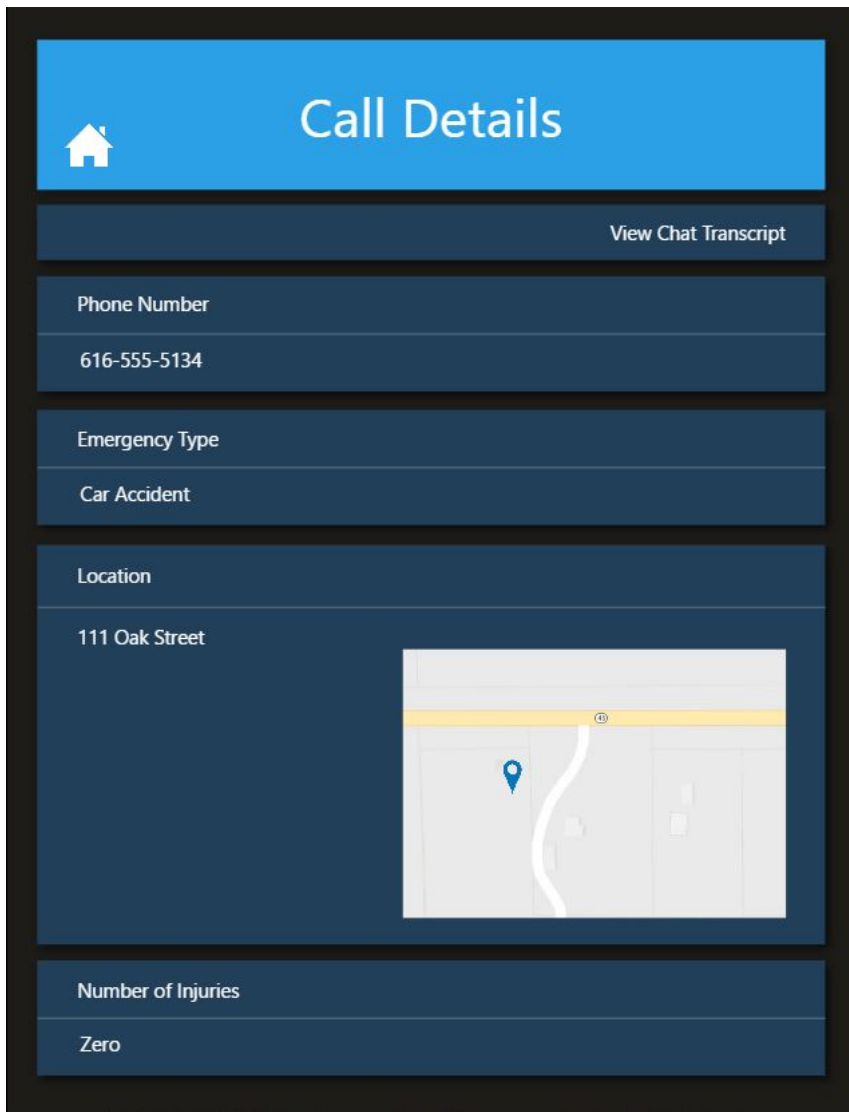 Call Details
View Chat Transcript
Phone Number
616-555-5134
Emergency Type
Car Accident
Location
111 Oak Street
45
Number of Injuries
Zero